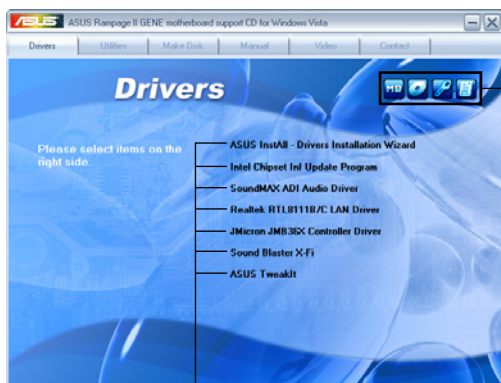 ASUS ASUS Rampage II GENE motherboard support CD for Windows Vista
Drivers Utilities Make Disk Manual Video Contact
Drivers
MB
Please select items on the
right side.
ASUS InstAll - Drivers Installation Wizard
Intel Chipset Inf Update Program
SoundMAX ADI Audio Driver
Realtek RTL8111B/C LAN Driver
JMicron JMB36X Controller Driver
Sound Blaster X-Fi
ASUS TweakIt